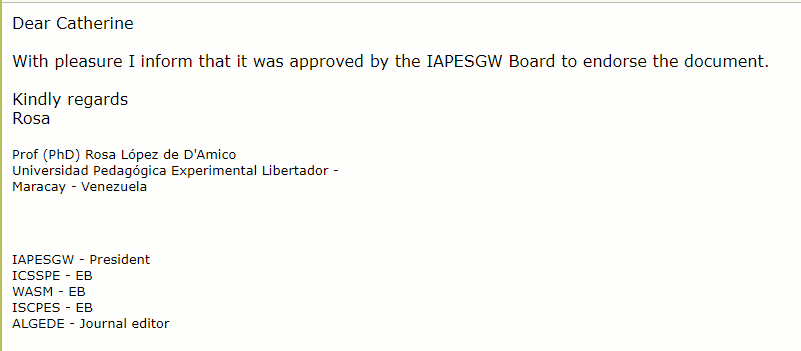 Dear Catherine
With pleasure I inform that it was approved by the IAPESGW Board to endorse the document.
Kindly regards
Rosa
Prof (PhD) Rosa López de D'Amico
Universidad Pedagógica Experimental Libertador -
Maracay - Venezuela
IAPESGW - President
ICSSPE - EB
WASM - EB
ISCPES - EB
ALGEDE - Journal editor